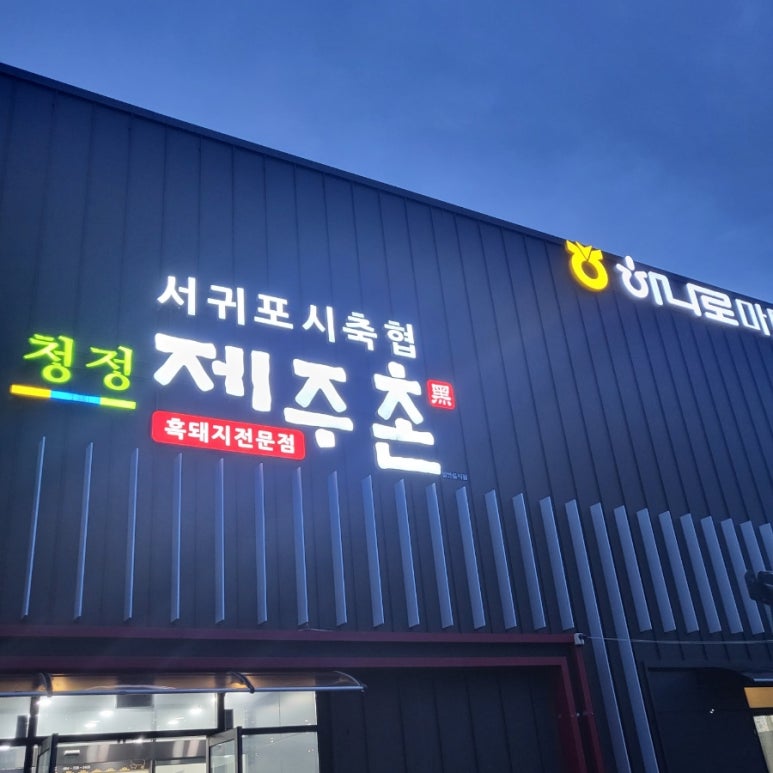 서귀포시축협
청정 제주촌 黑
흑돼지전문점
하나로마